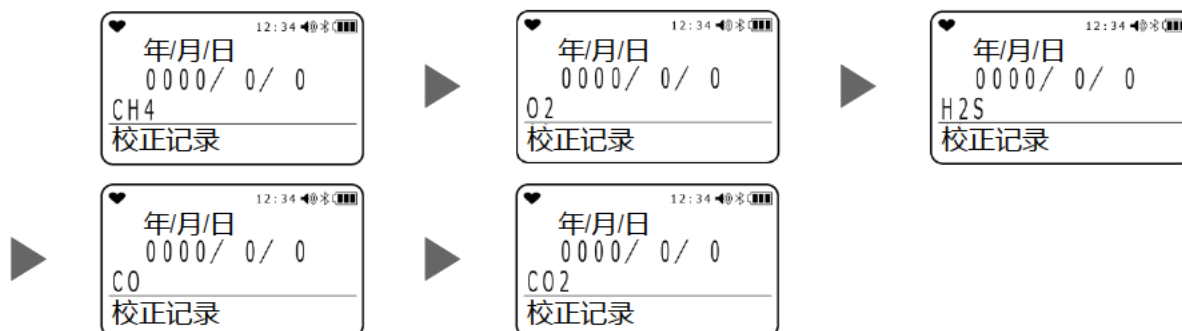 12:34
年/月/日
0000/ 0/ 0
CH4
校正记录
12:34
年/月/日
0000/ 0/ 0
O2
校正记录
12:34
年/月/日
0000/ 0/ 0
H2S
校正记录
12:34
年/月/日
0000/ 0/ 0
CO
校正记录
12:34
年/月/日
0000/ 0/ 0
CO2
校正记录